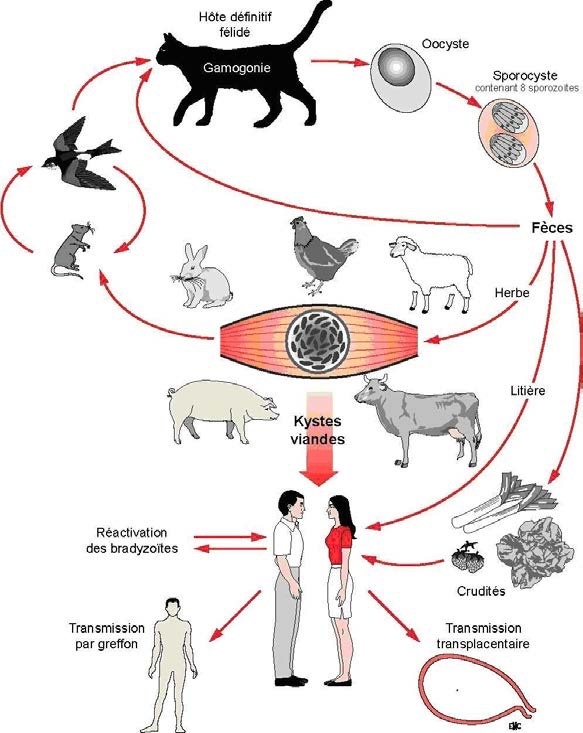 Hôte définitif
félidé
Gamogonie
Oocyste
Sporocyste
contenant 8 sporozoites
Fèces
Herbe
Litière
Kystes
viandes
Réactivation
des bradyzoïtes
Crudités
Transmission
par greffon
Transmission
transplacentaire